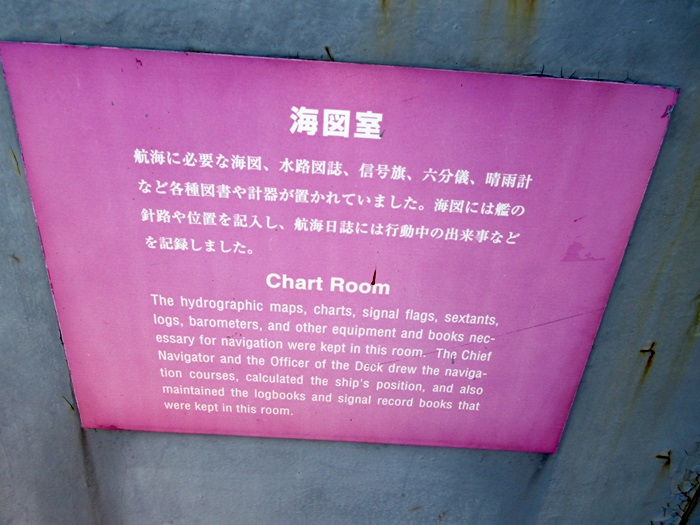 海図室
航海に必要な海図、水路図誌、信号旗、六分儀、晴雨計
など各種図書や計器が置かれていました。海図には艦の
針路や位置を記入し、航海日誌には行動中の出来事など
を記録しました。
Chart Room
The hydrographic maps, charts, signal flags, sextants,
logs, barometers, and other equipment and books nec-
essary for navigation were kept in this room. The Chief
Navigator and the Officer of the Deck drew the naviga-
tion courses, calculated the ship's position, and also
maintained the logbooks and signal record books that
were kept in this room.